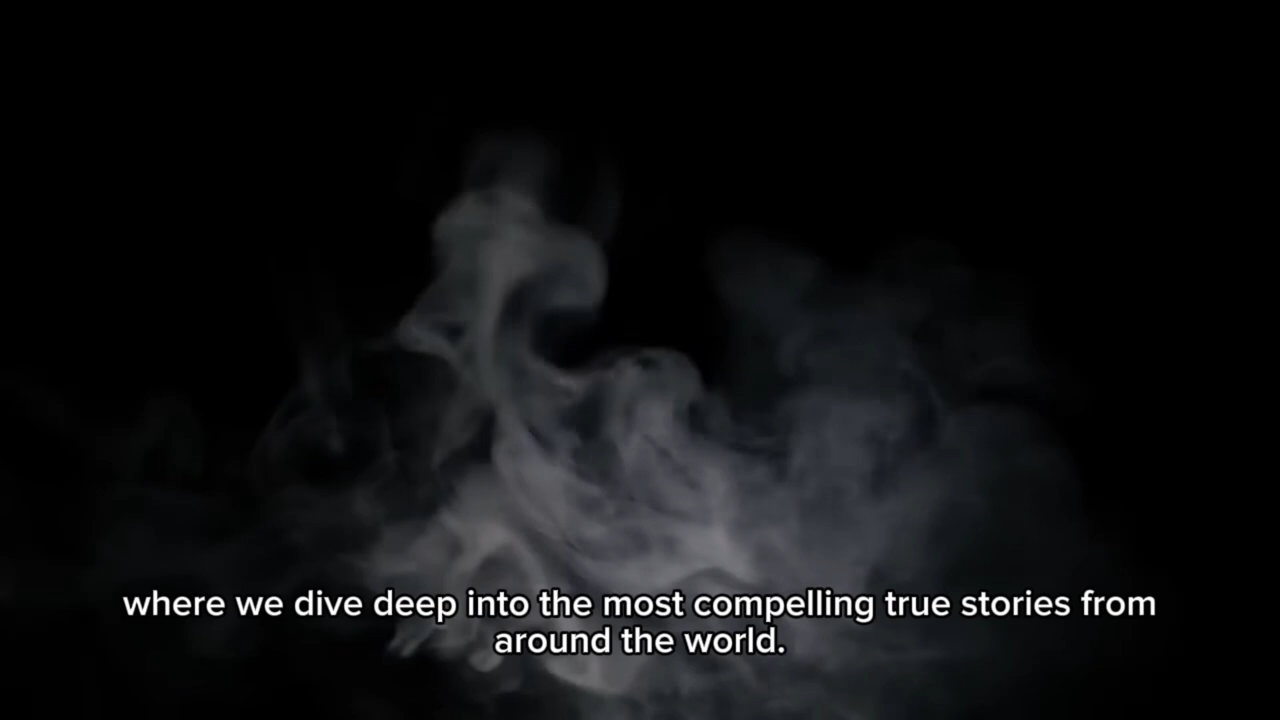 where we dive deep into the most compelling true stories from
around the world.